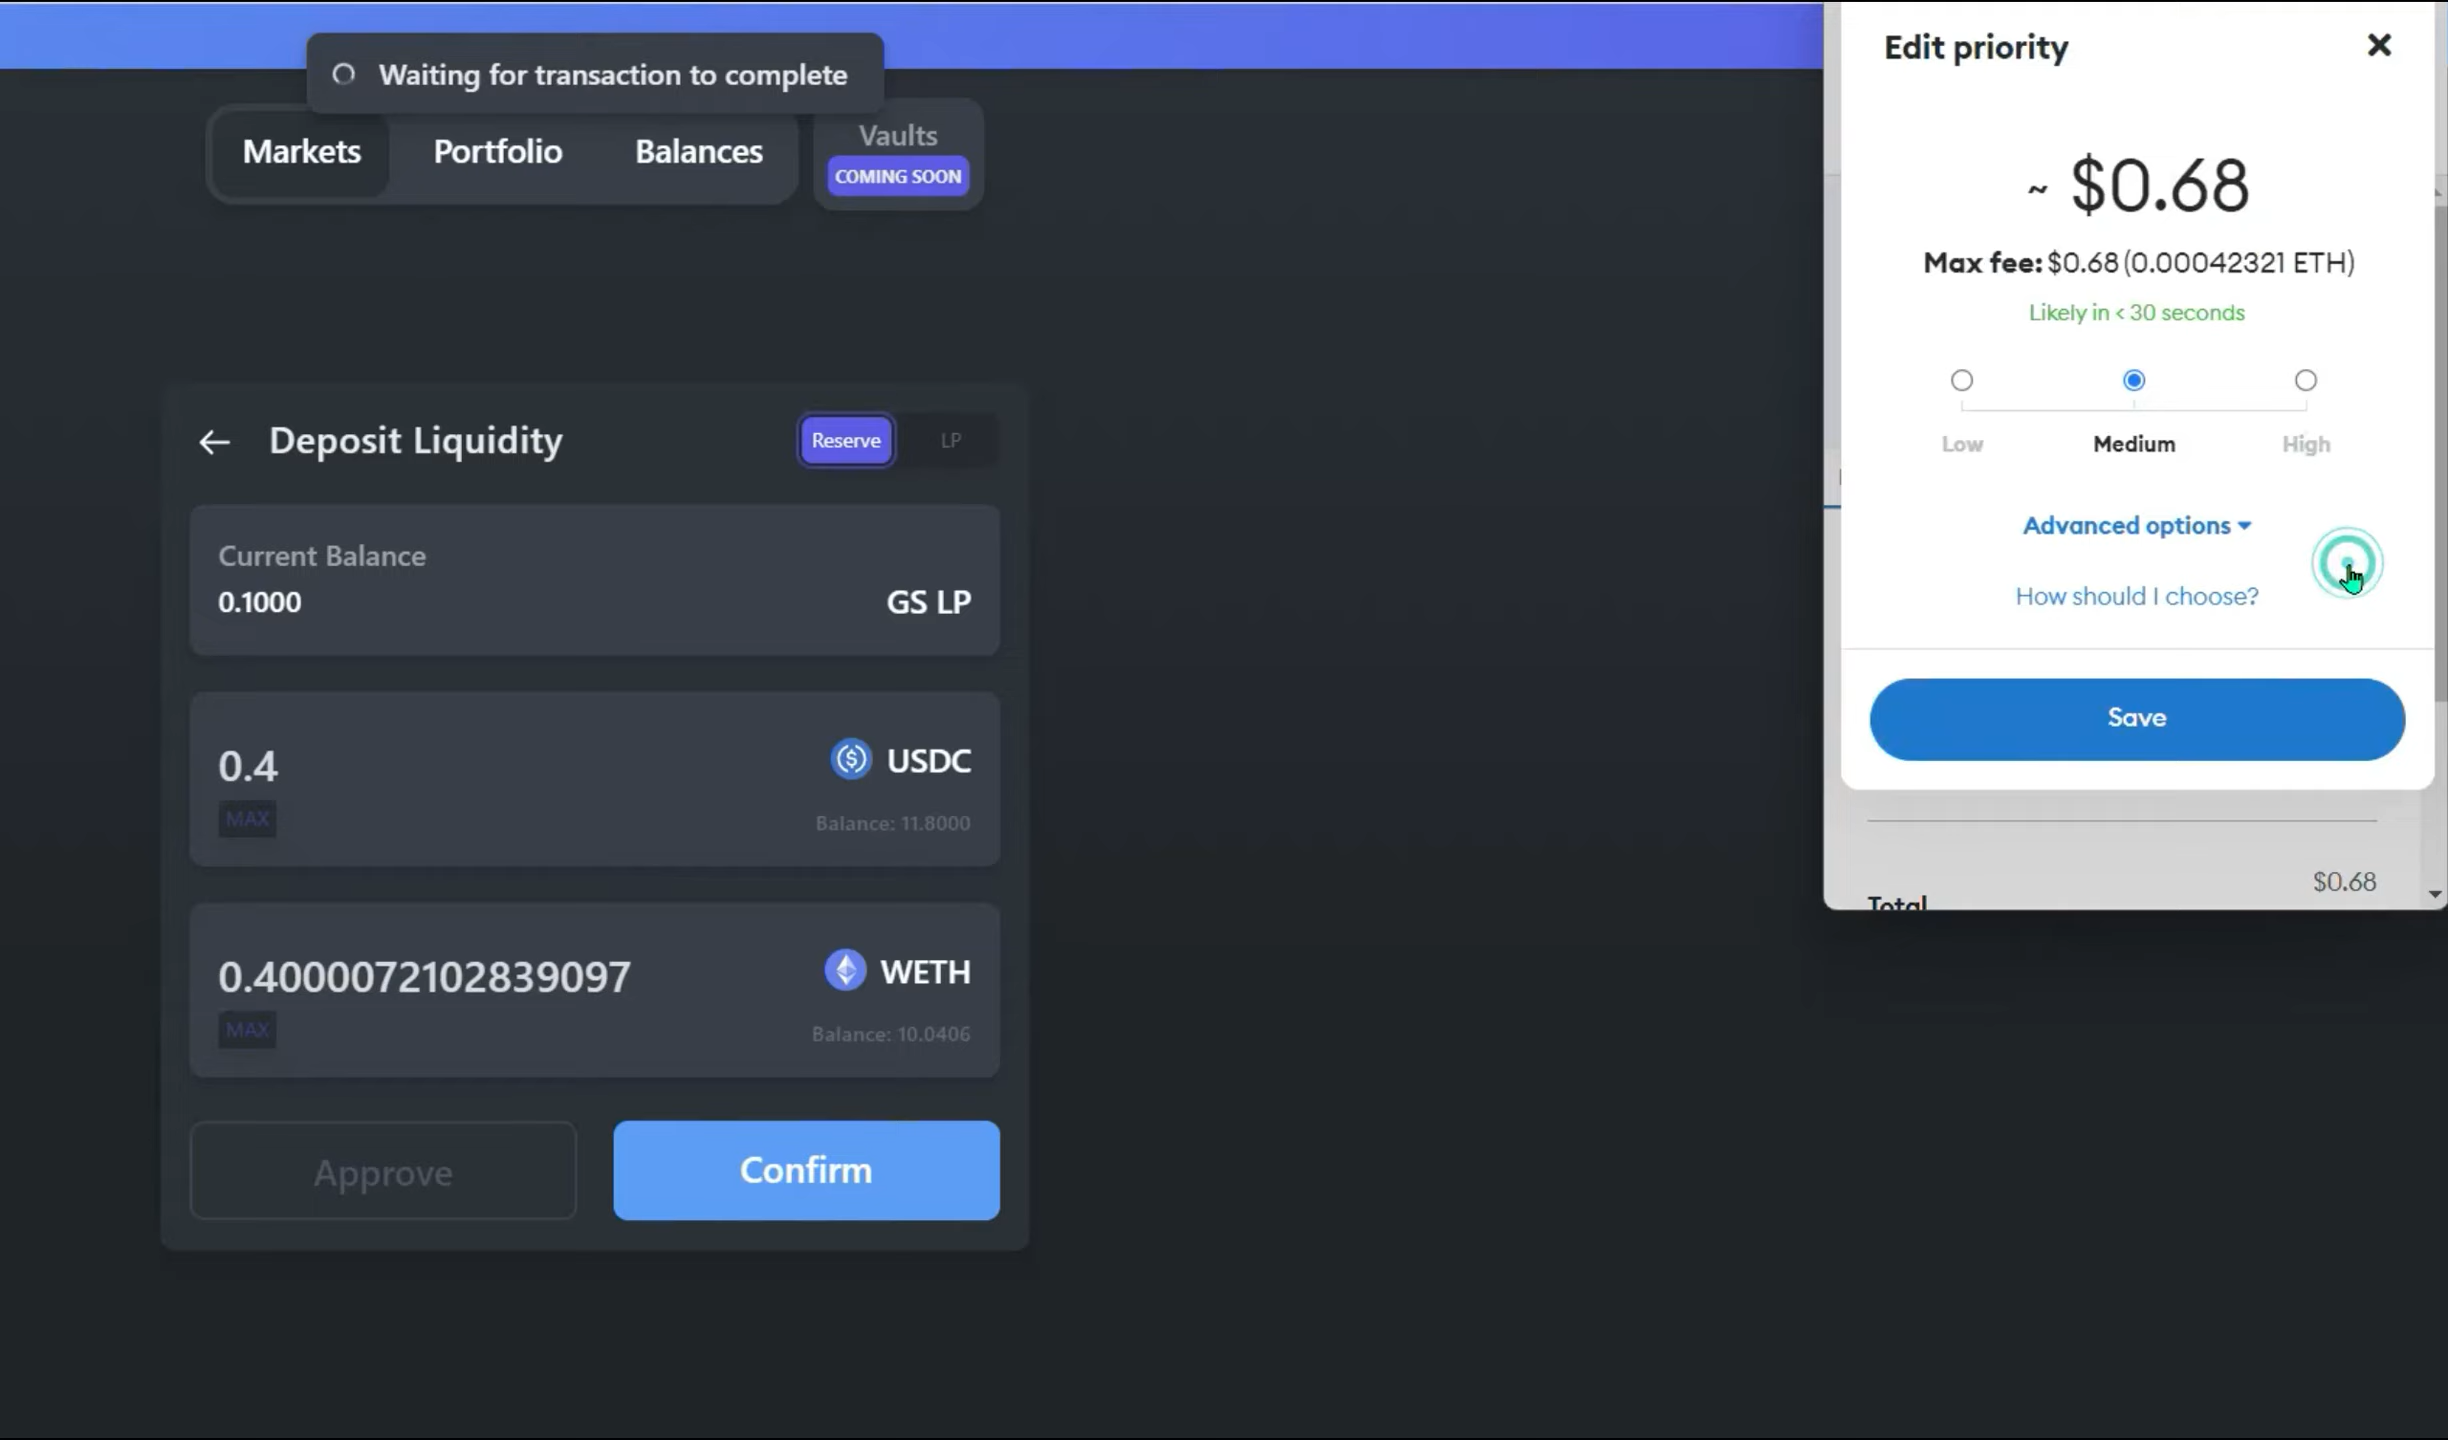 Waiting for transaction to complete
Markets
Portfolio
Balances
Vaults
COMING SOON
Deposit Liquidity
Reserve
LP
Current Balance
0.1000
GS LP
0.4
USDC
MAX
Balance: 11.8000
0.4000072102839097
WETH
MAX
Balance: 10.0406
Approve
Confirm
Edit priority
~ $0.68
Max fee: $0.68 (0.00042321 ETH)
Likely in < 30 seconds
Low
Medium
High
Advanced options
How should I choose?
Save
$0.68
Total